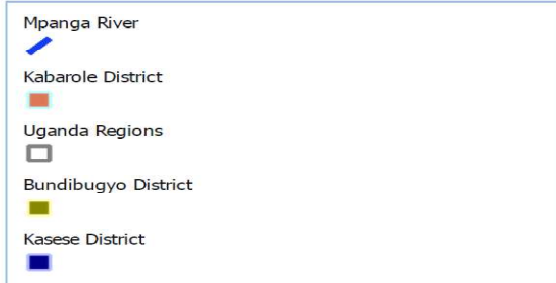 Mpanga River
Kabarole District
Uganda Regions
Bundibugyo District
Kasese District